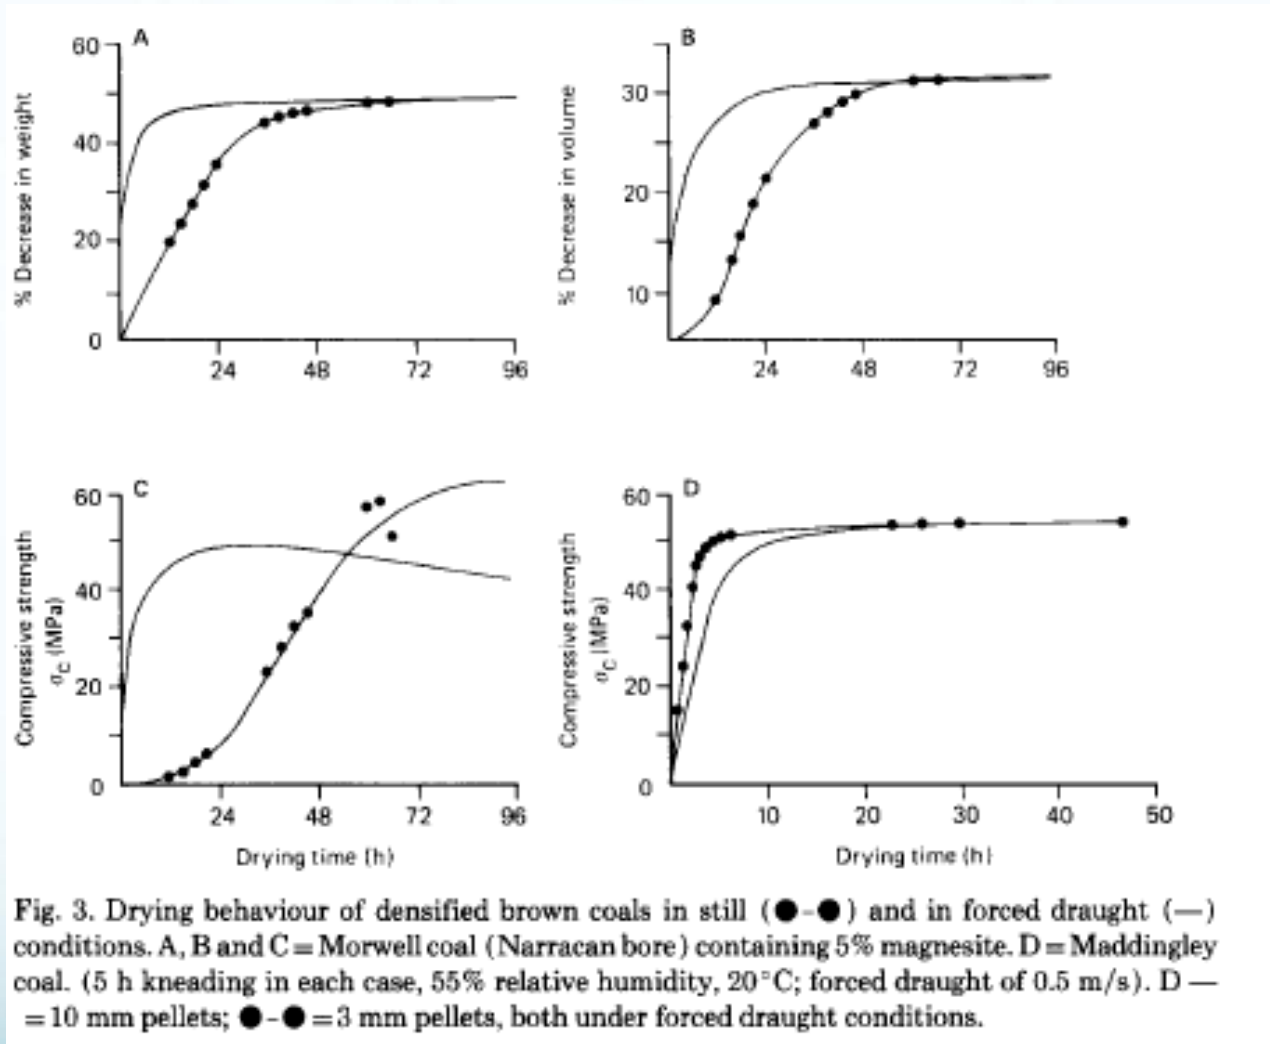 A
60
40
20
0
% Decrease in weight
24 48 72 96
B
30
20
10
% Decrease in volume
24 48 72 96
C
60
40
20
0
Compressive strength
σC (MPa)
24 48 72 96
Drying time (h)
D
60
40
20
0
Compressive strength
σC (MPa)
10 20 30 40 50
Drying time (h)
Fig. 3. Drying behaviour of densified brown coals in still (●-●) and in forced draught (—)
conditions. A, B and C = Morwell coal (Narracan bore) containing 5% magnesite. D = Maddingley
coal. (5 h kneading in each case, 55% relative humidity, 20°C; forced draught of 0.5 m/s). D —
= 10 mm pellets; ●-● = 3 mm pellets, both under forced draught conditions.